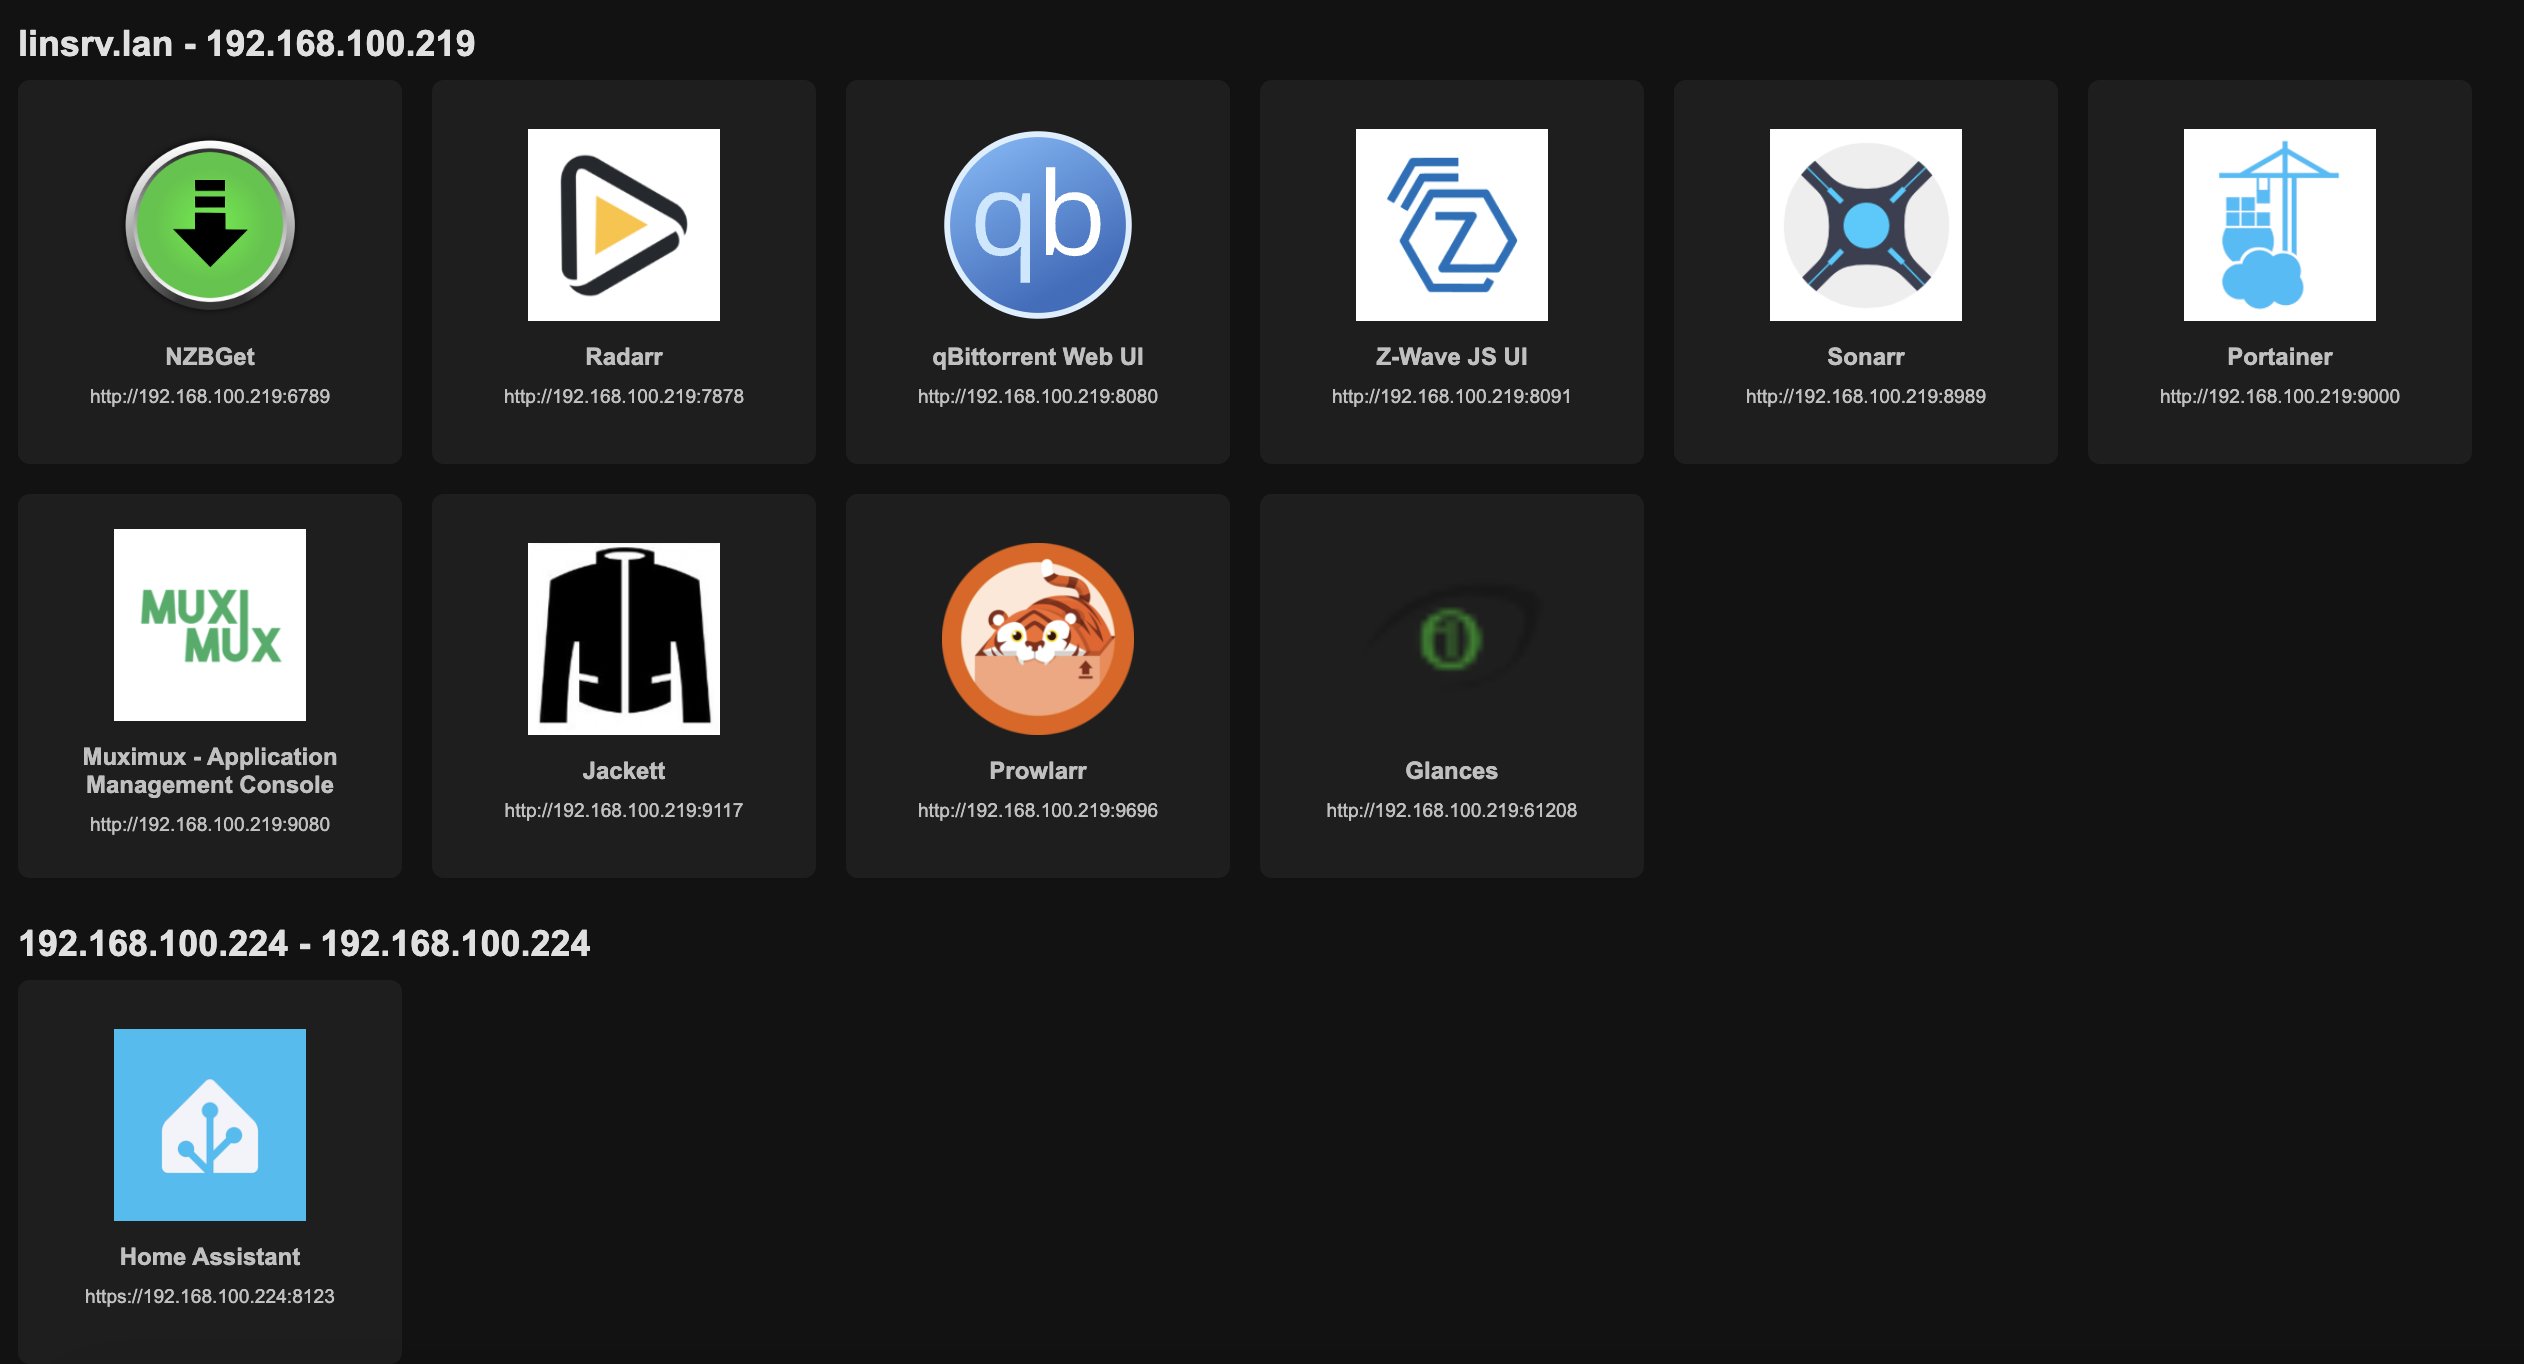 linsrv.lan - 192.168.100.219
qb
Z
NZBGet
Radarr
qBittorrent Web UI
Z-Wave JS UI
Sonarr
Portainer
http://192.168.100.219:6789
http://192.168.100.219:7878
http://192.168.100.219:8080
http://192.168.100.219:8091
http://192.168.100.219:8989
http://192.168.100.219:9000
MUXI
MUX
Muximux - Application
Management Console
http://192.168.100.219:9080
Jackett
http://192.168.100.219:9117
Prowlarr
http://192.168.100.219:9696
Glances
http://192.168.100.219:61208
192.168.100.224 - 192.168.100.224
Home Assistant
https://192.168.100.224:8123